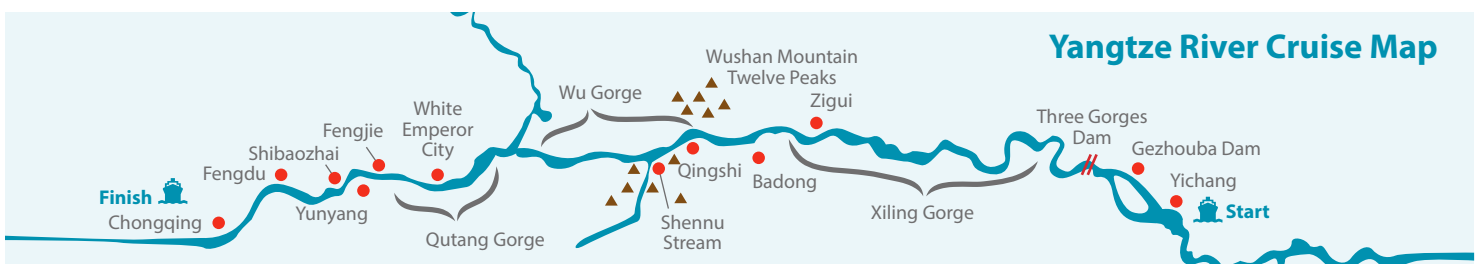 Yangtze River Cruise Map
Wushan Mountain
Twelve Peaks
Wu Gorge
Zigui
White
Emperor
City
Three Gorges
Dam
Fengjie
Gezhouba Dam
Shibaozhai
Fengdu
Qingshi
Badong
Yichang
Finish
Start
Chongqing
Yunyang
Xiling Gorge
Shennu
Stream
Qutang Gorge